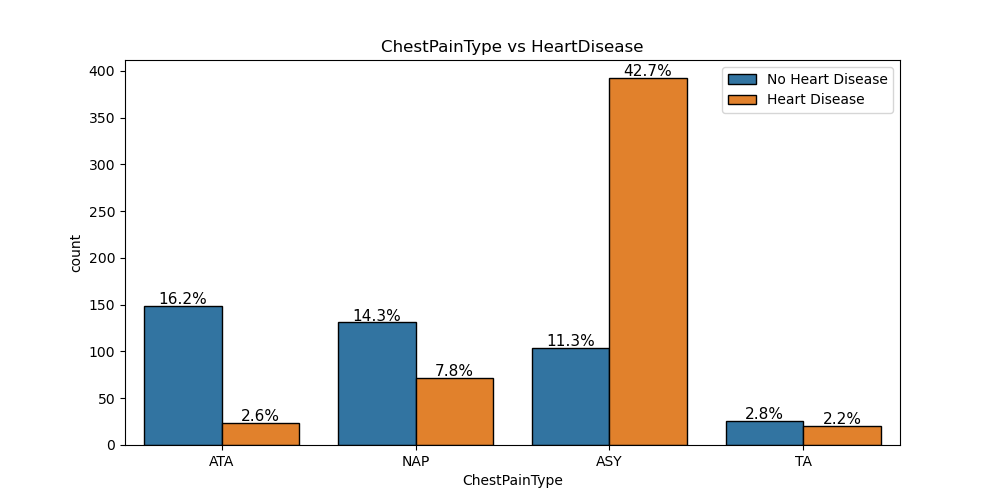 ChestPainType vs HeartDisease
No Heart Disease
Heart Disease
count
400
350
300
250
200
150
100
50
0
16.2%
2.6%
14.3%
7.8%
11.3%
42.7%
2.8%
2.2%
ATA
NAP
ASY
TA
ChestPainType